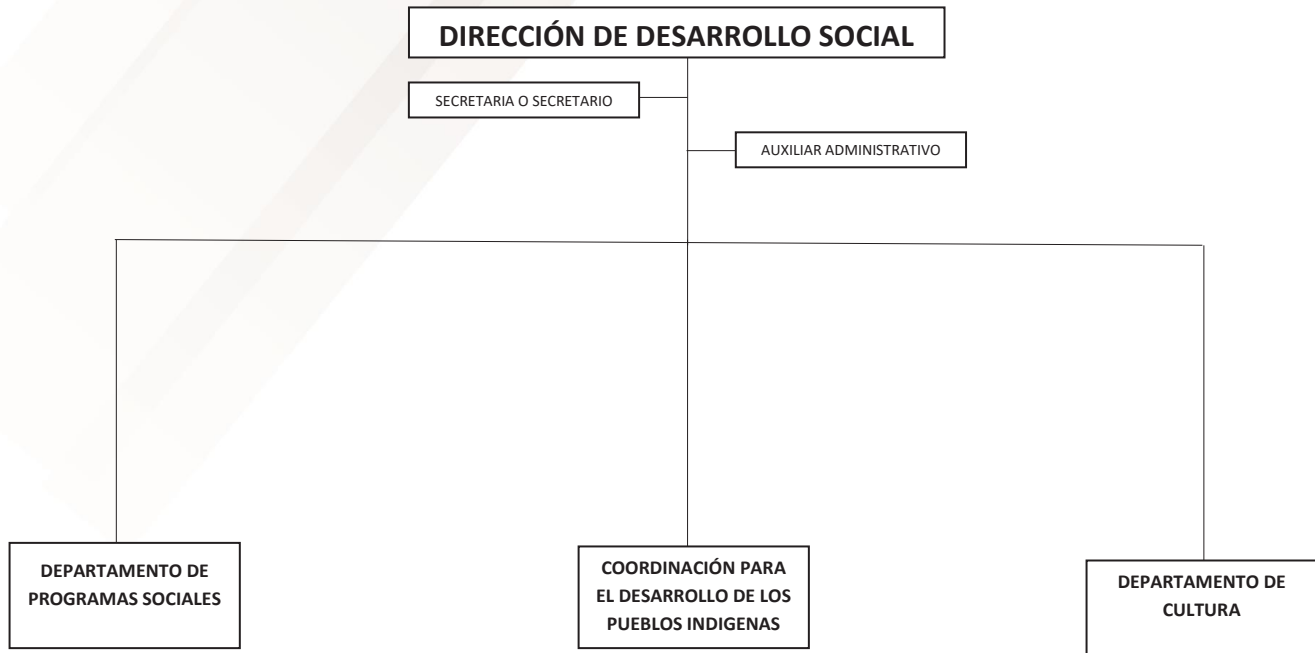 DIRECCIÓN DE DESARROLLO SOCIAL
SECRETARIA O SECRETARIO
AUXILIAR ADMINISTRATIVO
DEPARTAMENTO DE
PROGRAMAS SOCIALES
COORDINACIÓN PARA
EL DESARROLLO DE LOS
PUEBLOS INDIGENAS
DEPARTAMENTO DE
CULTURA